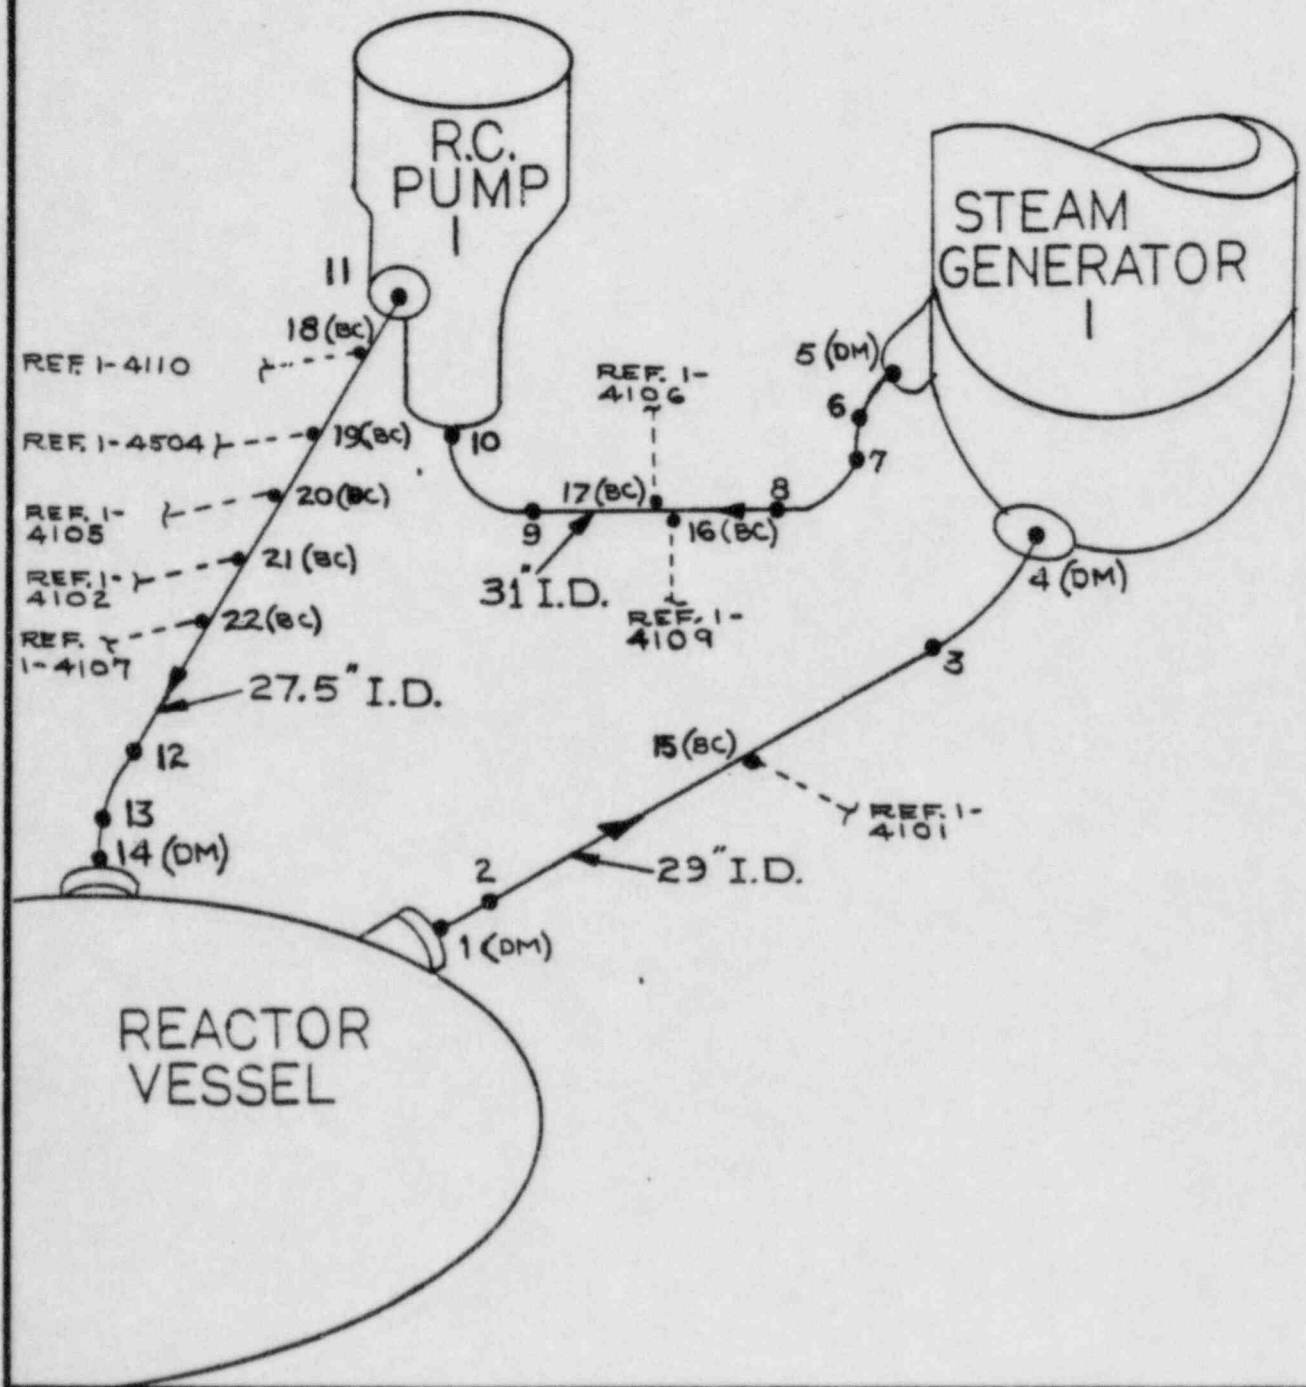 R.C.
PUMP
1
STEAM
GENERATOR
1
11
18 (BC)
REF. 1-4110
REF. 1-4504
19 (BC)
20 (BC)
REF. 1-
4105
21 (BC)
REF. 1-
4102
22 (BC)
REF.
1-4107
27.5" I.D.
12
13
14 (DM)
10
9
REF. 1-
4106
17 (BC)
16 (BC)
8
31" I.D.
REF. 1-
4109
5 (DM)
6
7
4 (DM)
3
15 (BC)
REF. 1-
4101
29" I.D.
2
1 (DM)
REACTOR
VESSEL